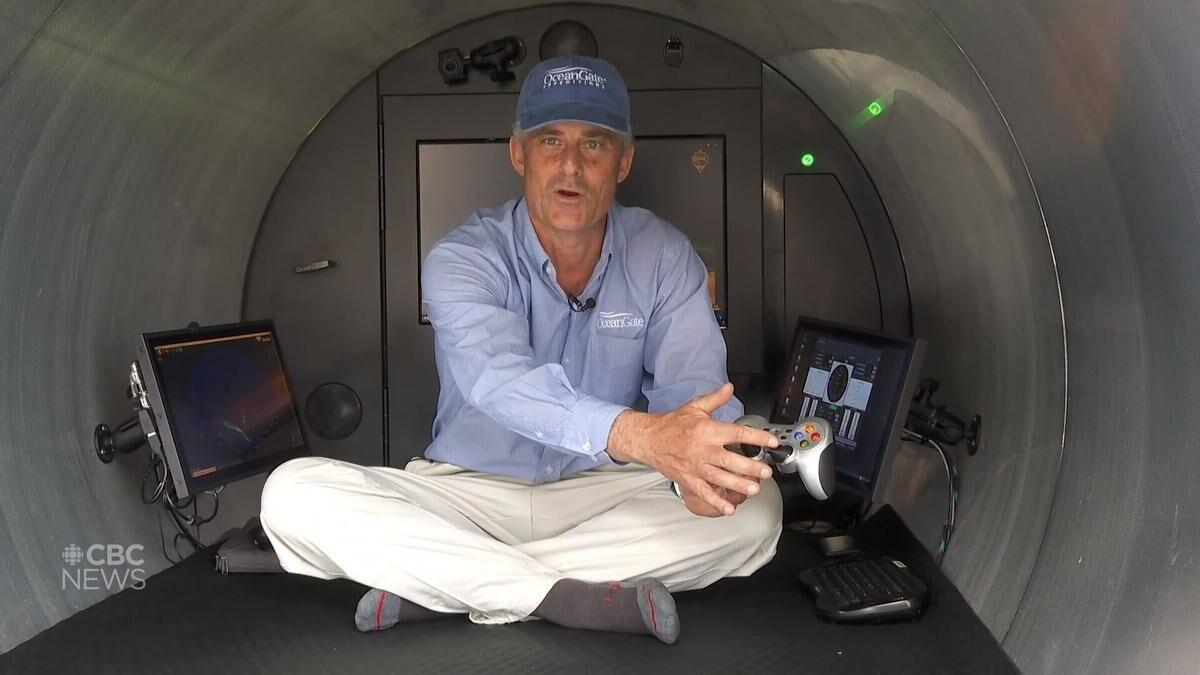 OceanGate
EXPEDITIONS
OceanGate
CBC
NEWS